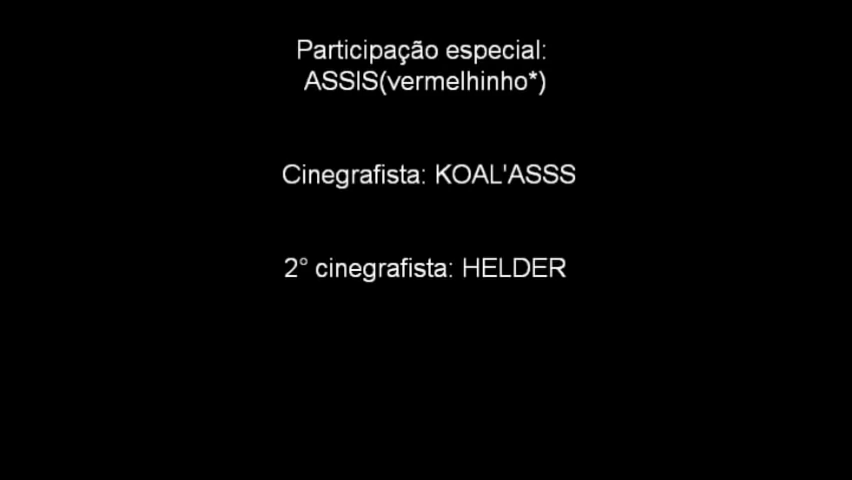 Participação especial:
ASSIS(vermelhinho*)
Cinegrafista: KOAL'ASSS
2° cinegrafista: HELDER